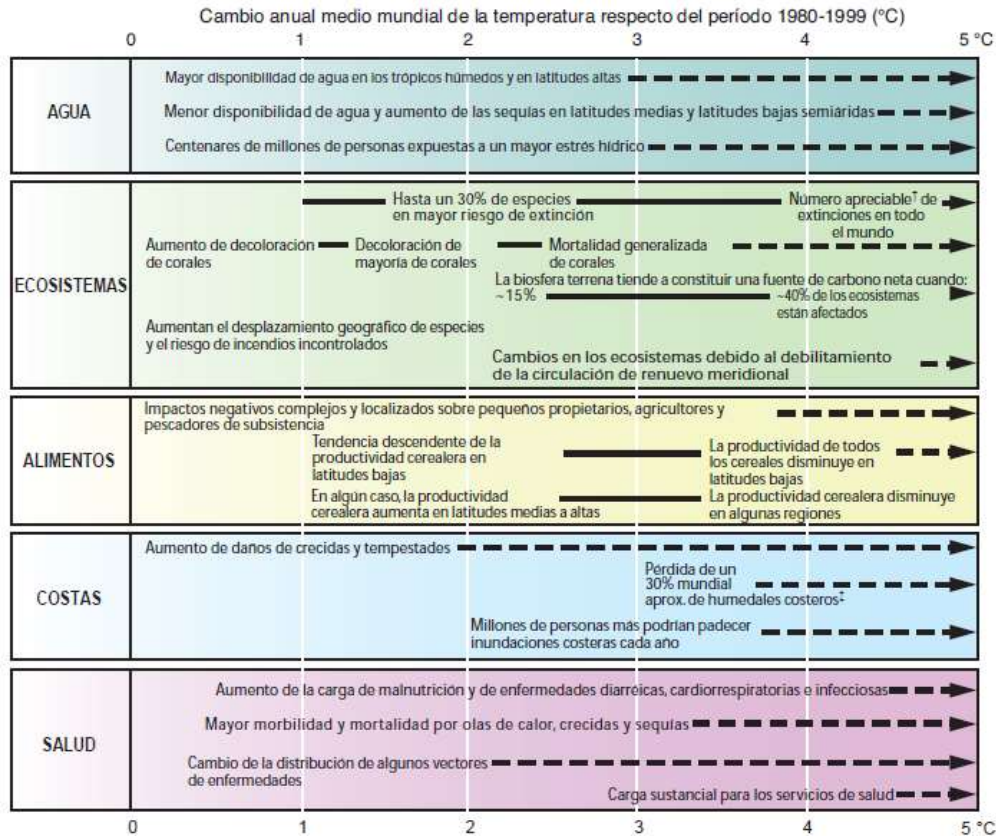 Cambio anual medio mundial de la temperatura respecto del período 1980-1999 (°C)
0 1 2 3 4 5 °C
AGUA
Mayor disponibilidad de agua en los trópicos húmedos y en latitudes altas
Menor disponibilidad de agua y aumento de las sequías en latitudes medias y latitudes bajas semiáridas
Centenares de millones de personas expuestas a un mayor estrés hídrico
ECOSISTEMAS
Hasta un 30% de especies
en mayor riesgo de extinción
Número apreciable† de
extinciones en todo
el mundo
Aumento de decoloración
de corales
Decoloración de
mayoría de corales
Mortalidad generalizada
de corales
La biosfera terrena tiende a constituir una fuente de carbono neta cuando:
~15%
~40% de los ecosistemas
están afectados
Aumentan el desplazamiento geográfico de especies
y el riesgo de incendios incontrolados
Cambios en los ecosistemas debido al debilitamiento
de la circulación de renuevo meridional
ALIMENTOS
Impactos negativos complejos y localizados sobre pequeños propietarios, agricultores y
pescadores de subsistencia
Tendencia descendente de la
productividad cerealera en
latitudes bajas
La productividad de todos
los cereales disminuye en
latitudes bajas
En algún caso, la productividad
cerealera aumenta en latitudes medias a altas
La productividad cerealera disminuye
en algunas regiones
COSTAS
Aumento de daños de crecidas y tempestades
Pérdida de un
30% mundial
aprox. de humedales costeros‡
Millones de personas más podrían padecer
inundaciones costeras cada año
SALUD
Aumento de la carga de malnutrición y de enfermedades diarréicas, cardiorrespiratorias e infecciosas
Mayor morbilidad y mortalidad por olas de calor, crecidas y sequías
Cambio de la distribución de algunos vectores
de enfermedades
Carga sustancial para los servicios de salud
0 1 2 3 4 5 °C